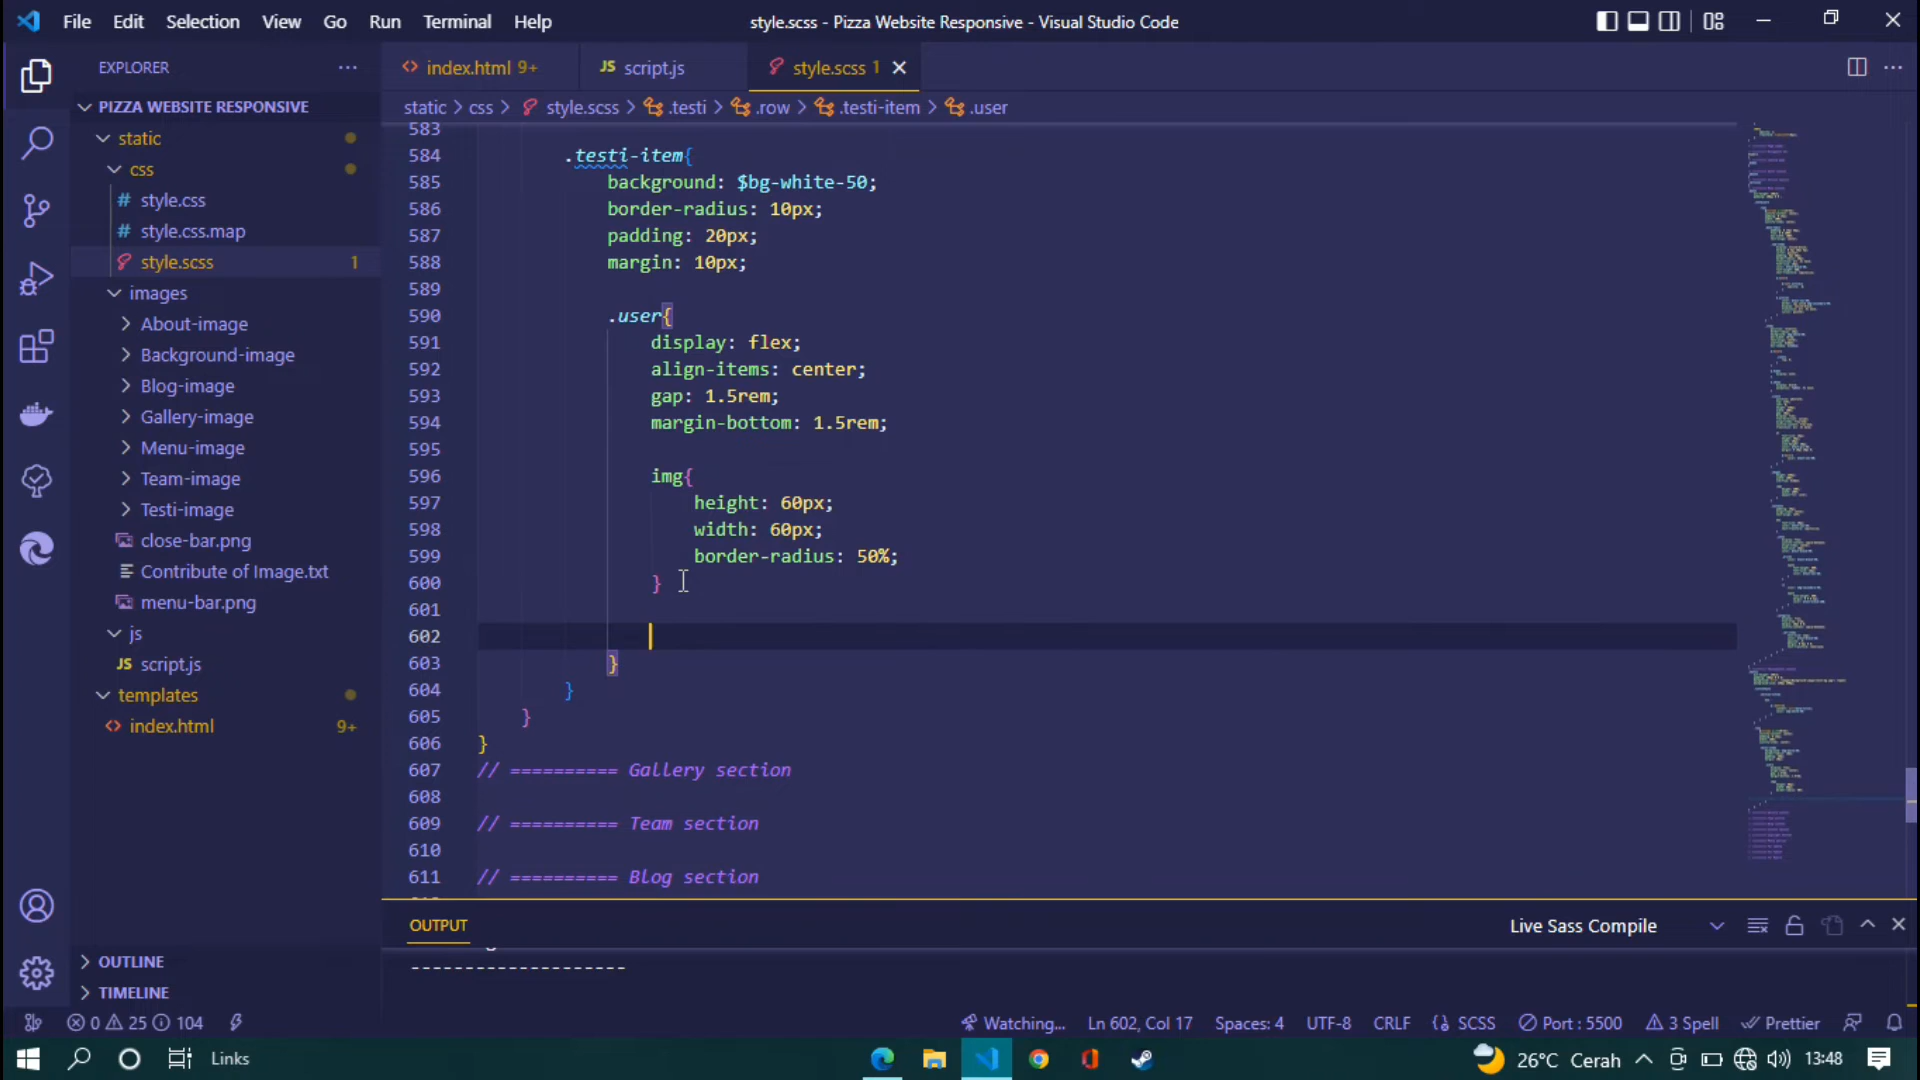 File Edit Selection View Go Run Terminal Help
style.scss - Pizza Website Responsive - Visual Studio Code
EXPLORER
index.html 9+
JS script.js
style.scss 1
PIZZA WEBSITE RESPONSIVE
static > css > style.scss > .testi > .row > .testi-item > .user
static
css
# style.css
# style.css.map
style.scss 1
images
About-image
Background-image
Blog-image
Gallery-image
Menu-image
Team-image
Testi-image
close-bar.png
Contribute of Image.txt
menu-bar.png
js
JS script.js
templates
<> index.html 9+
OUTLINE
TIMELINE
583
584 .testi-item{
585 background: $bg-white-50;
586 border-radius: 10px;
587 padding: 20px;
588 margin: 10px;
589
590 .user{
591 display: flex;
592 align-items: center;
593 gap: 1.5rem;
594 margin-bottom: 1.5rem;
595
596 img{
597 height: 60px;
598 width: 60px;
599 border-radius: 50%;
600 }
601
602
603 }
604 }
605 }
606 }
607 // ========== Gallery section
608
609 // ========== Team section
610
611 // ========== Blog section
OUTPUT
Live Sass Compile
--------------------
0 25 104
Watching... Ln 602, Col 17 Spaces: 4 UTF-8 CRLF {} SCSS Port : 5500 3 Spell Prettier
Links
26°C Cerah
13:48